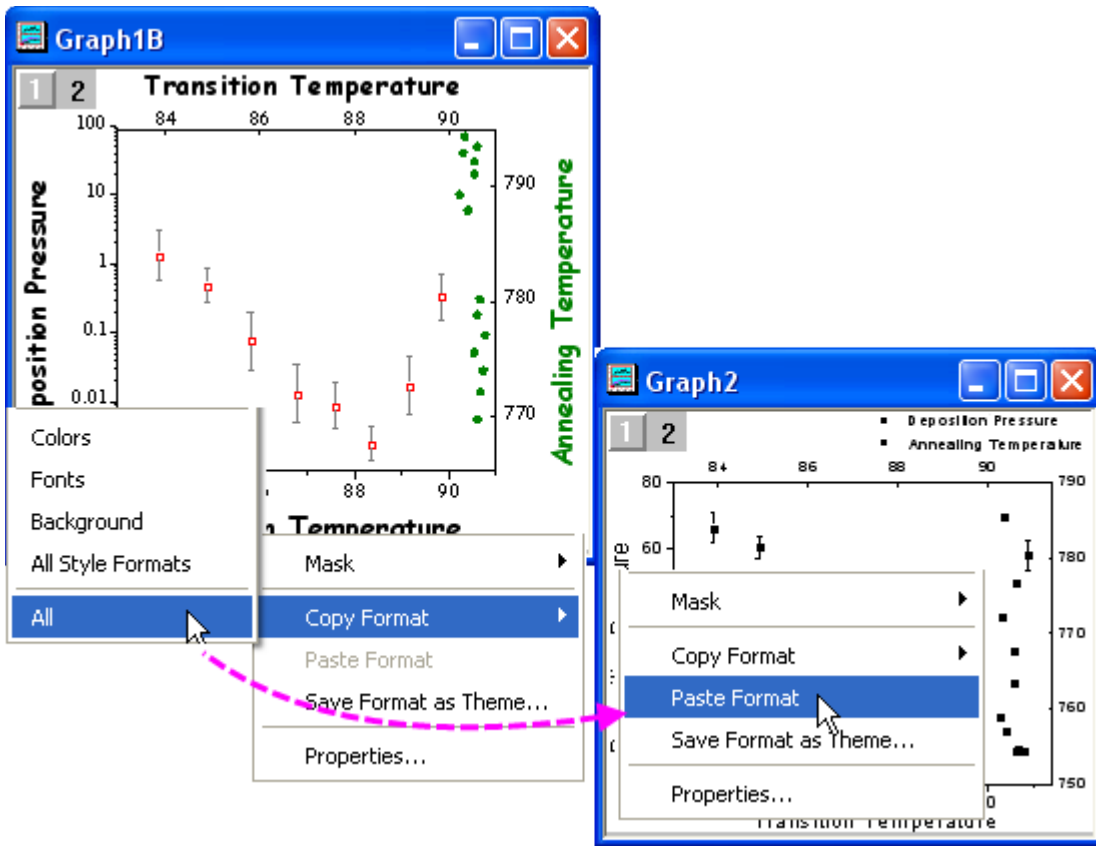 Graph1B
1 2
Transition Temperature
84 86 88 90
100
10
1
0.1
0.01
position Pressure
790
780
770
Annealing Temperature
88 90
Temperature
Colors
Fonts
Background
All Style Formats
All
Mask
Copy Format
Paste Format
Save Format as Theme...
Properties...
Graph2
1 2
Deposition Pressure
Annealing Temperature
84 86 88 90
80
60
790
780
770
760
750
Mask
Copy Format
Paste Format
Save Format as Theme...
Properties...
0
Transition Temperature